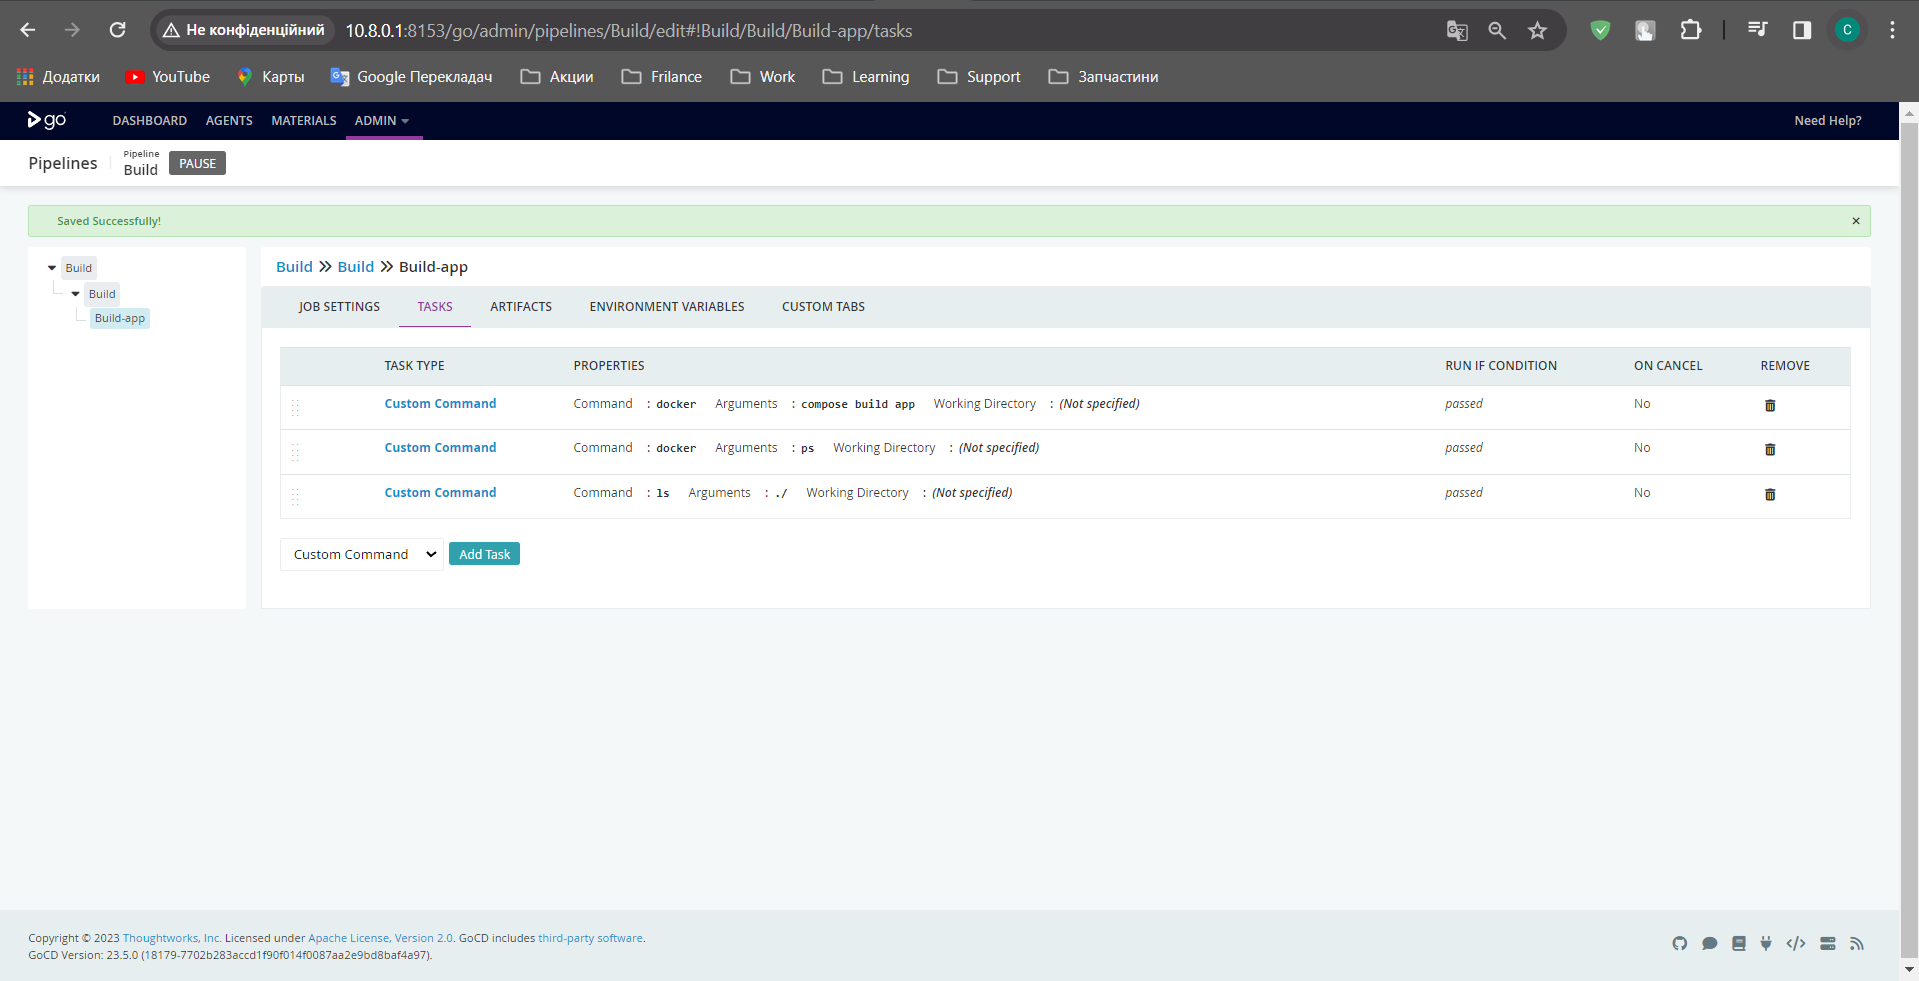 Не конфіденційний 10.8.0.1:8153/go/admin/pipelines/Build/edit#!Build/Build/Build-app/tasks C
Додатки YouTube Карты Google Перекладач Акции Frilance Work Learning Support Запчастини
go DASHBOARD AGENTS MATERIALS ADMIN Need Help?
Pipelines Pipeline Build PAUSE
Saved Successfully! ×
Build
Build
Build-app
Build Build Build-app
JOB SETTINGS TASKS ARTIFACTS ENVIRONMENT VARIABLES CUSTOM TABS
TASK TYPE PROPERTIES RUN IF CONDITION ON CANCEL REMOVE
Custom Command Command : docker Arguments : compose build app Working Directory : (Not specified) passed No
Custom Command Command : docker Arguments : ps Working Directory : (Not specified) passed No
Custom Command Command : ls Arguments : ./ Working Directory : (Not specified) passed No
Custom Command Add Task
Copyright © 2023 Thoughtworks, Inc. Licensed under Apache License, Version 2.0. GoCD includes third-party software.
GoCD Version: 23.5.0 (18179-7702b283accd1f90f014f0087aa2e9bd8baf4a97).